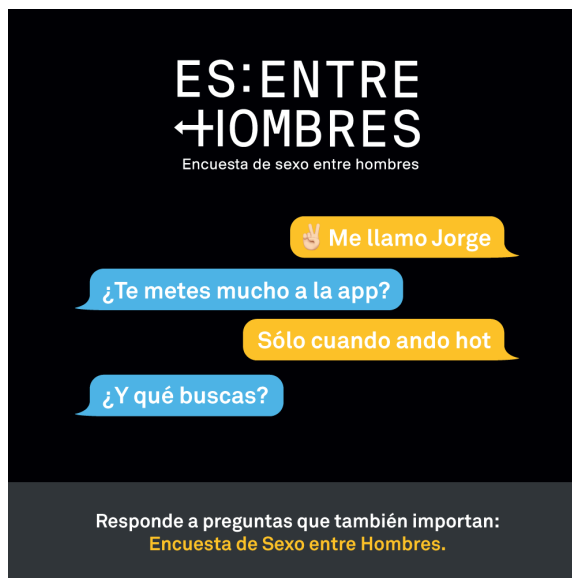 ES:ENTRE
HOMBRES
Encuesta de sexo entre hombres
✌🏻 Me llamo Jorge
¿Te metes mucho a la app?
Sólo cuando ando hot
¿Y qué buscas?
Responde a preguntas que también importan:
Encuesta de Sexo entre Hombres.